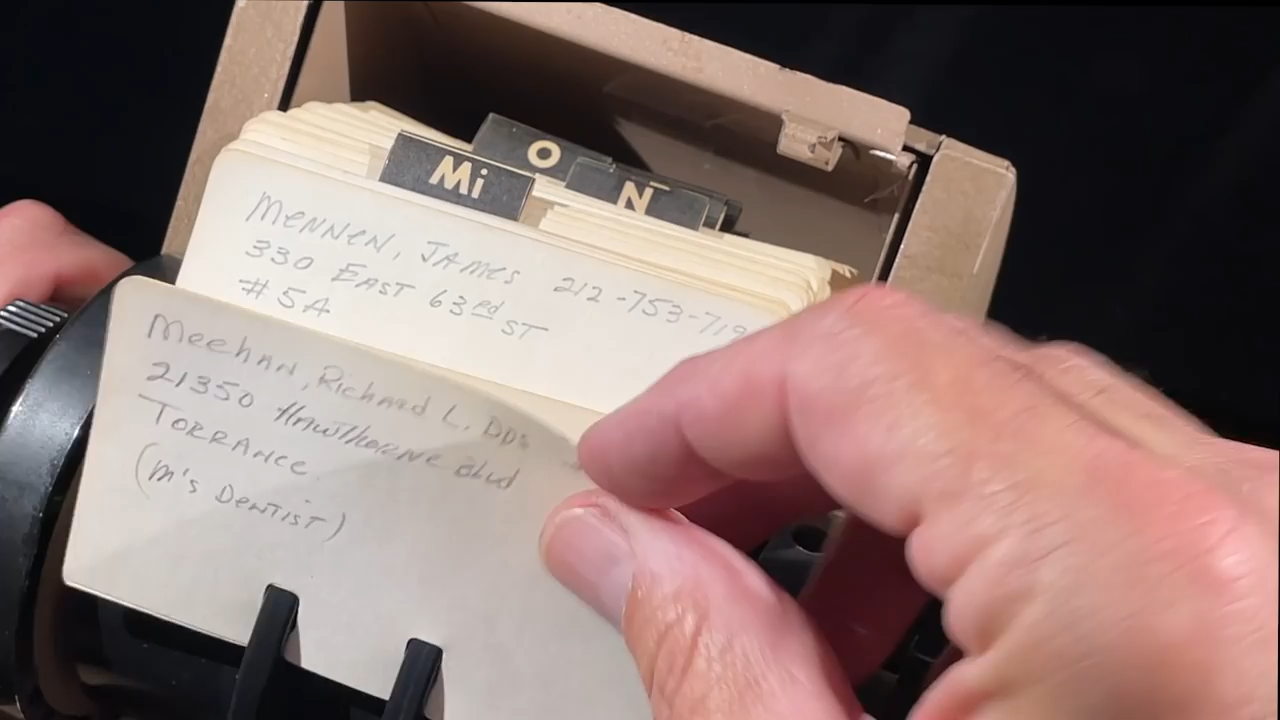 O
Mi
N
MENNEN, JAMES 212-753-719
330 EAST 63RD ST
#5A
Meehan, Richard L. DDS
21350 HAWTHORNE Blvd
TORRANCE
(M's DENTIST)